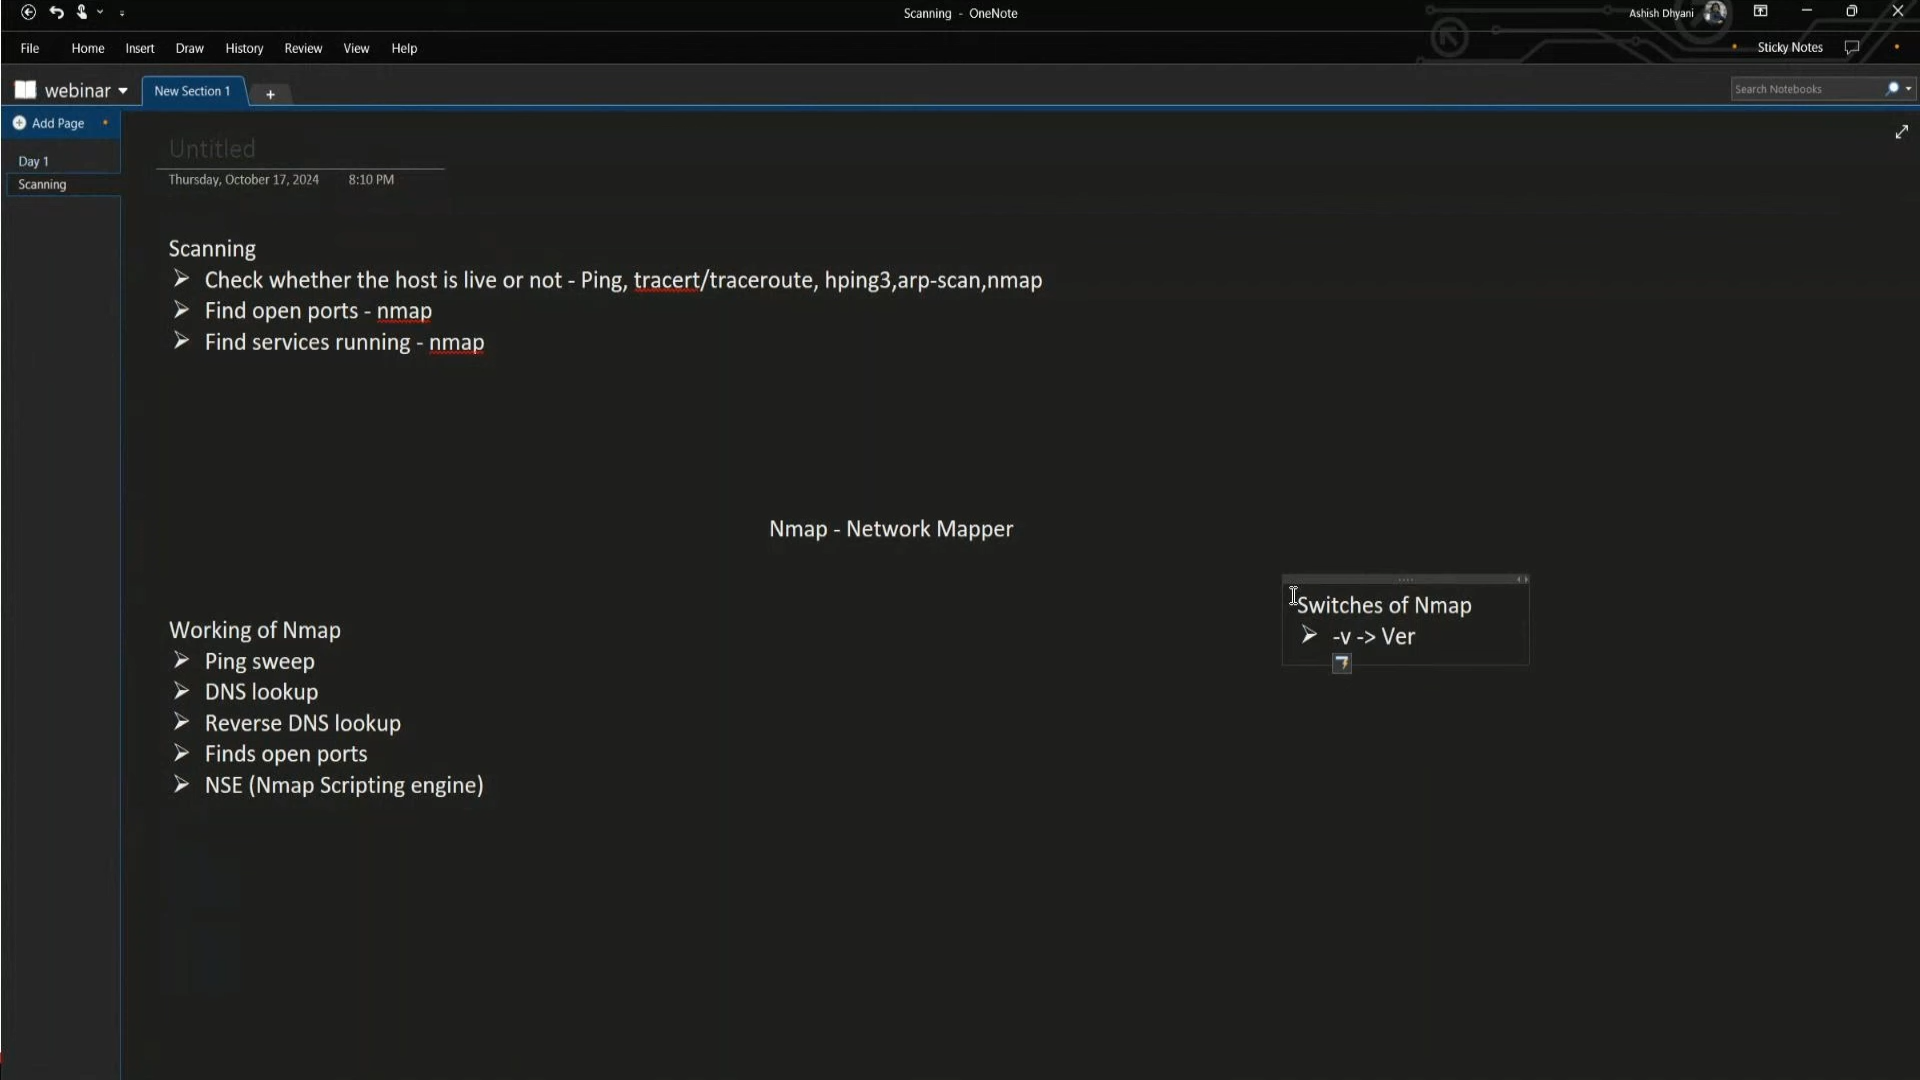 Scanning - OneNote
Ashish Dhyani
File Home Insert Draw History Review View Help
Sticky Notes
webinar
New Section 1
+
Search Notebooks
Add Page
Day 1
Scanning
Untitled
Thursday, October 17, 2024 8:10 PM
Scanning
➢ Check whether the host is live or not - Ping, tracert/traceroute, hping3,arp-scan,nmap
➢ Find open ports - nmap
➢ Find services running - nmap
Nmap - Network Mapper
Switches of Nmap
➢ -v -> Ver
Working of Nmap
➢ Ping sweep
➢ DNS lookup
➢ Reverse DNS lookup
➢ Finds open ports
➢ NSE (Nmap Scripting engine)